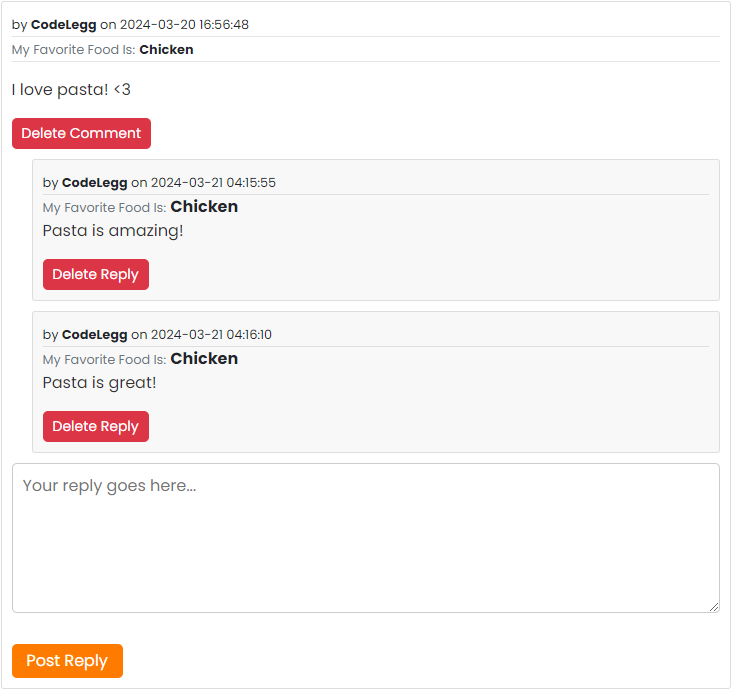 by CodeLegg on 2024-03-20 16:56:48
My Favorite Food Is: Chicken
I love pasta! <3
Delete Comment
by CodeLegg on 2024-03-21 04:15:55
My Favorite Food Is: Chicken
Pasta is amazing!
Delete Reply
by CodeLegg on 2024-03-21 04:16:10
My Favorite Food Is: Chicken
Pasta is great!
Delete Reply
Your reply goes here...
Post Reply